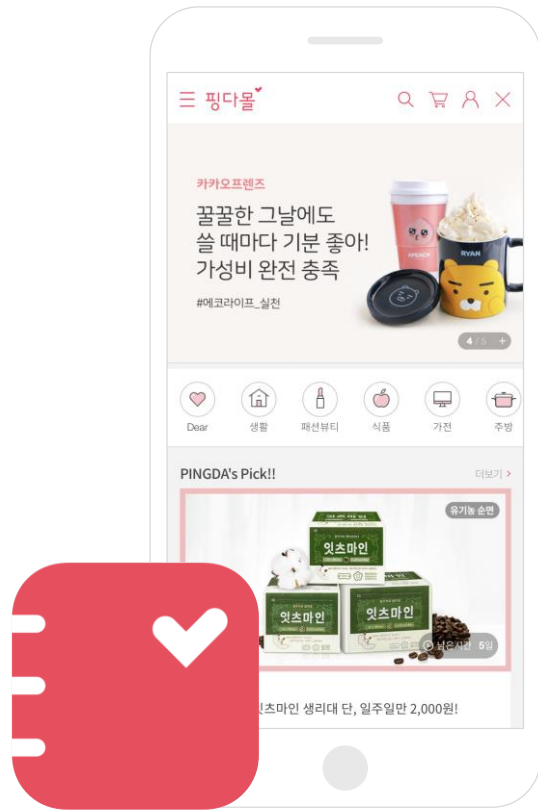 핑다몰
카카오프렌즈
꿀꿀한 그날에도
쓸 때마다 기분 좋아!
가성비 완전 충족
#에코라이프_실천
APEACH
RYAN
4 / 5 +
Dear 생활 패션뷰티 식품 가전 주방
PINGDA's Pick!! 더보기 >
유기농 순면
잇츠마인
잇츠마인 잇츠마인
남은시간 5일
잇츠마인 생리대 단, 일주일만 2,000원!